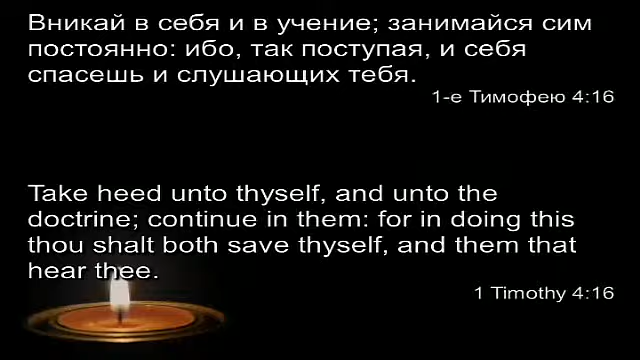 Вникай в себя и в учение; занимайся сим
постоянно: ибо, так поступая, и себя
спасешь и слушающих тебя.
1-е Тимофею 4:16
Take heed unto thyself, and unto the
doctrine; continue in them: for in doing this
thou shalt both save thyself, and them that
hear thee.
1 Timothy 4:16